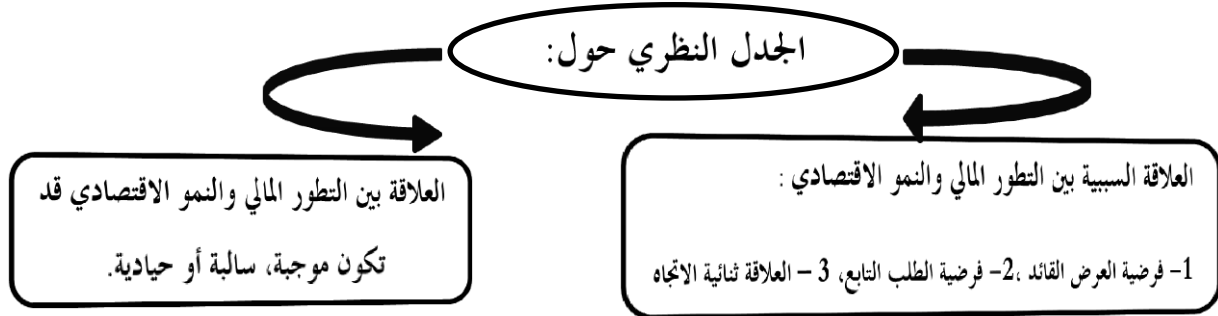 الجدل النظري حول:
العلاقة السببية بين التطور المالي والنمو الاقتصادي :
1- فرضية العرض القائد ،2- فرضية الطلب التابع، 3 – العلاقة ثنائية الاتجاه
العلاقة بين التطور المالي والنمو الاقتصادي قد
تكون موجبة، سالبة أو حيادية.